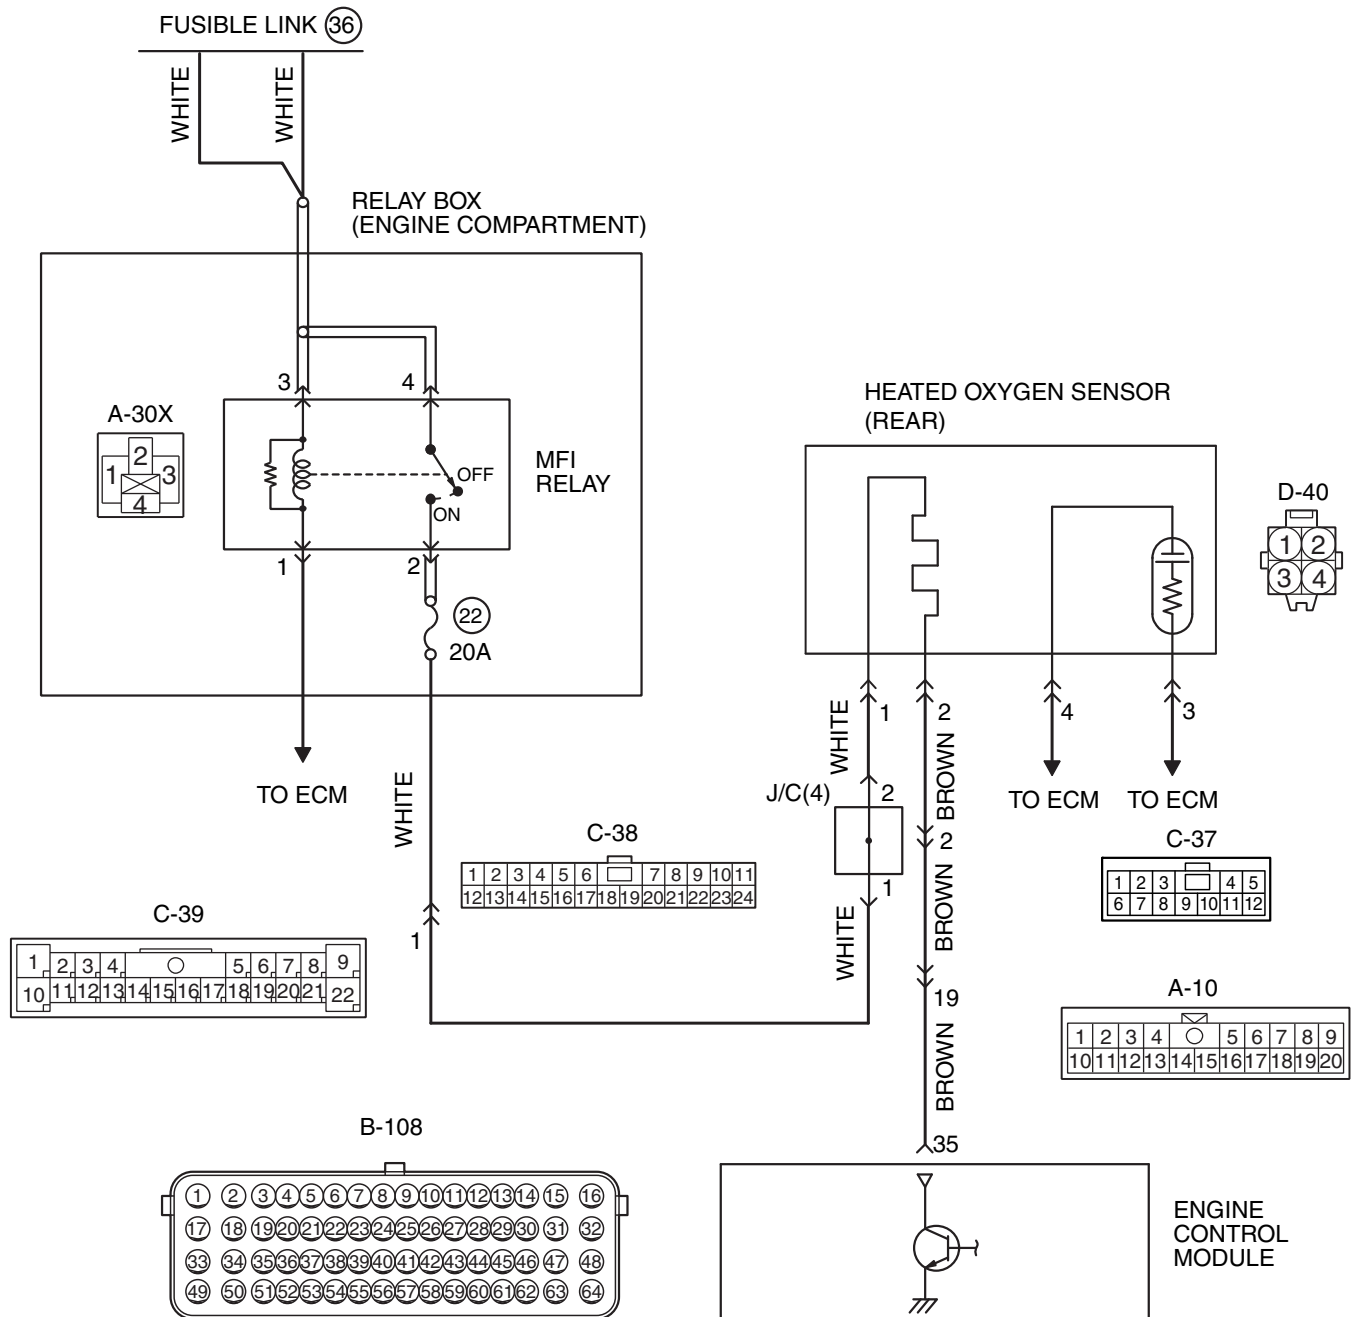 FUSIBLE LINK 36
WHITE
WHITE
RELAY BOX
(ENGINE COMPARTMENT)
3
4
A-30X
2
1
3
4
OFF
ON
MFI
RELAY
1
2
22
20A
TO ECM
WHITE
1
HEATED OXYGEN SENSOR
(REAR)
D-40
1 2
3 4
1
2
4
3
WHITE
BROWN
TO ECM
TO ECM
J/C(4)
2
2
1
BROWN
WHITE
19
BROWN
35
C-38
1 2 3 4 5 6 7 8 9 10 11
12 13 14 15 16 17 18 19 20 21 22 23 24
C-37
1 2 3 4 5
6 7 8 9 10 11 12
C-39
1 2 3 4 5 6 7 8 9
10 11 12 13 14 15 16 17 18 19 20 21 22
A-10
1 2 3 4 5 6 7 8 9
10 11 12 13 14 15 16 17 18 19 20
B-108
1 2 3 4 5 6 7 8 9 10 11 12 13 14 15 16
17 18 19 20 21 22 23 24 25 26 27 28 29 30 31 32
33 34 35 36 37 38 39 40 41 42 43 44 45 46 47 48
49 50 51 52 53 54 55 56 57 58 59 60 61 62 63 64
ENGINE
CONTROL
MODULE